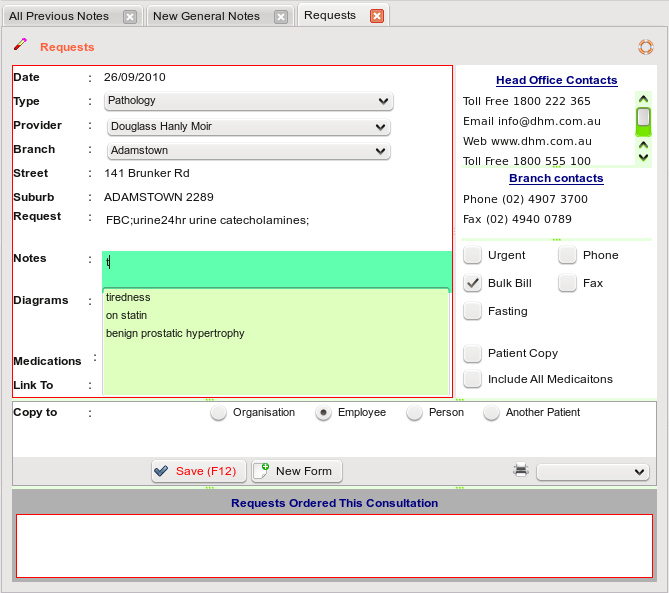 All Previous Notes
New General Notes
Requests
Requests
Date : 26/09/2010
Type : Pathology
Provider : Douglass Hanly Moir
Branch : Adamstown
Street : 141 Brunker Rd
Suburb : ADAMSTOWN 2289
Request : FBC;urine24hr urine catecholamines;
Notes : t
tiredness
on statin
benign prostatic hypertrophy
Diagrams :
Medications :
Link To :
Head Office Contacts
Toll Free 1800 222 365
Email info@dhm.com.au
Web www.dhm.com.au
Toll Free 1800 555 100
Branch contacts
Phone (02) 4907 3700
Fax (02) 4940 0789
Urgent Phone
Bulk Bill Fax
Fasting
Patient Copy
Include All Medicaitons
Copy to : Organisation Employee Person Another Patient
Save (F12) New Form
Requests Ordered This Consultation